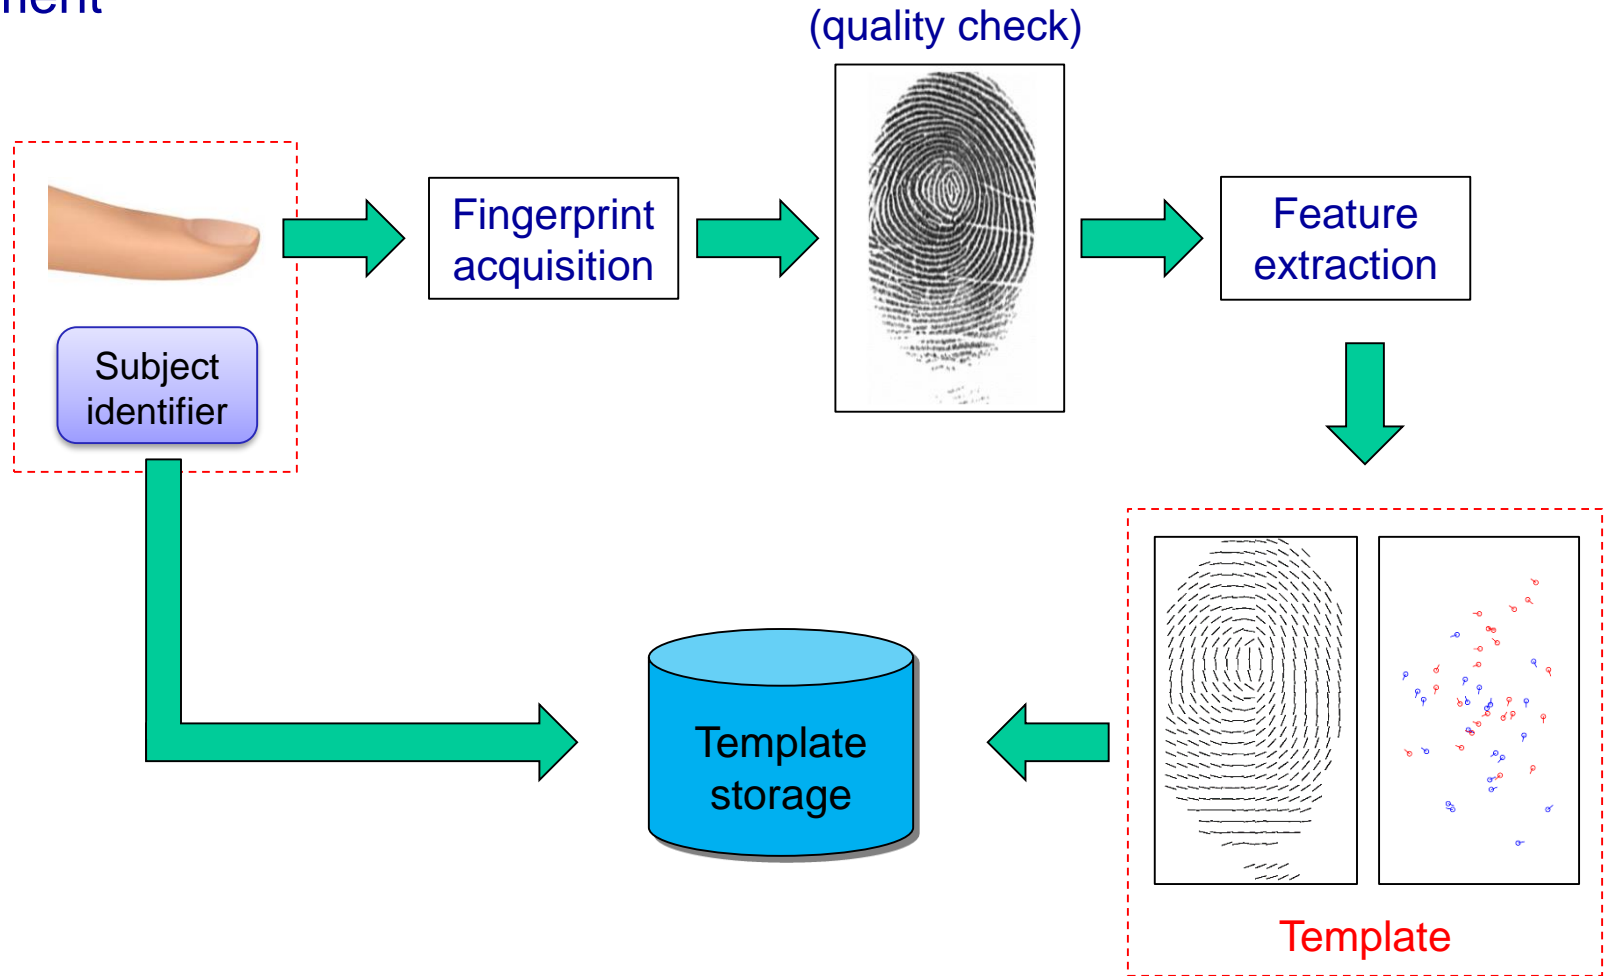 (quality check)
Fingerprint
acquisition
Feature
extraction
Subject
identifier
Template
storage
Template